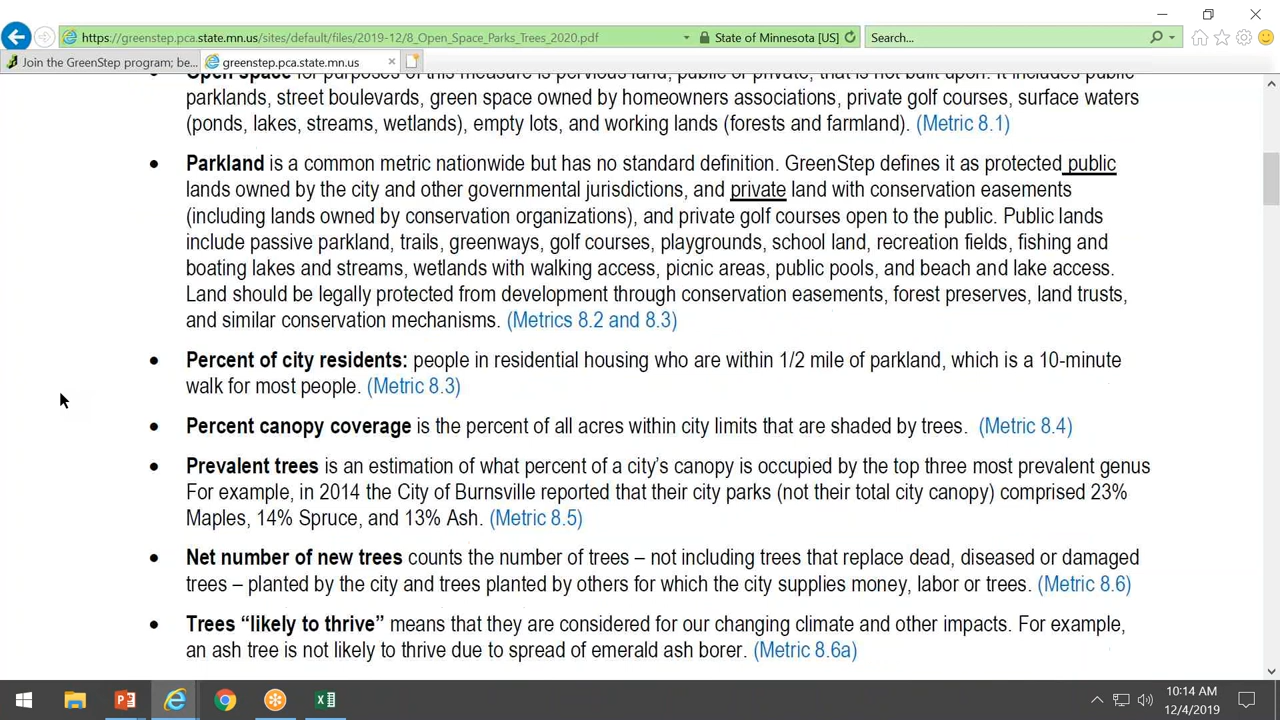 https://greenstep.pca.state.mn.us/sites/default/files/2019-12/8_Open_Space_Parks_Trees_2020.pdf
State of Minnesota [US]
Search...
Join the GreenStep program; be...
greenstep.pca.state.mn.us
Open space for purposes of this measure is pervious land, public or private, that is not built upon. It includes public
parklands, street boulevards, green space owned by homeowners associations, private golf courses, surface waters
(ponds, lakes, streams, wetlands), empty lots, and working lands (forests and farmland). (Metric 8.1)
• Parkland is a common metric nationwide but has no standard definition. GreenStep defines it as protected public
lands owned by the city and other governmental jurisdictions, and private land with conservation easements
(including lands owned by conservation organizations), and private golf courses open to the public. Public lands
include passive parkland, trails, greenways, golf courses, playgrounds, school land, recreation fields, fishing and
boating lakes and streams, wetlands with walking access, picnic areas, public pools, and beach and lake access.
Land should be legally protected from development through conservation easements, forest preserves, land trusts,
and similar conservation mechanisms. (Metrics 8.2 and 8.3)
• Percent of city residents: people in residential housing who are within 1/2 mile of parkland, which is a 10-minute
walk for most people. (Metric 8.3)
• Percent canopy coverage is the percent of all acres within city limits that are shaded by trees. (Metric 8.4)
• Prevalent trees is an estimation of what percent of a city's canopy is occupied by the top three most prevalent genus
For example, in 2014 the City of Burnsville reported that their city parks (not their total city canopy) comprised 23%
Maples, 14% Spruce, and 13% Ash. (Metric 8.5)
• Net number of new trees counts the number of trees – not including trees that replace dead, diseased or damaged
trees – planted by the city and trees planted by others for which the city supplies money, labor or trees. (Metric 8.6)
• Trees “likely to thrive” means that they are considered for our changing climate and other impacts. For example,
an ash tree is not likely to thrive due to spread of emerald ash borer. (Metric 8.6a)
10:14 AM
12/4/2019